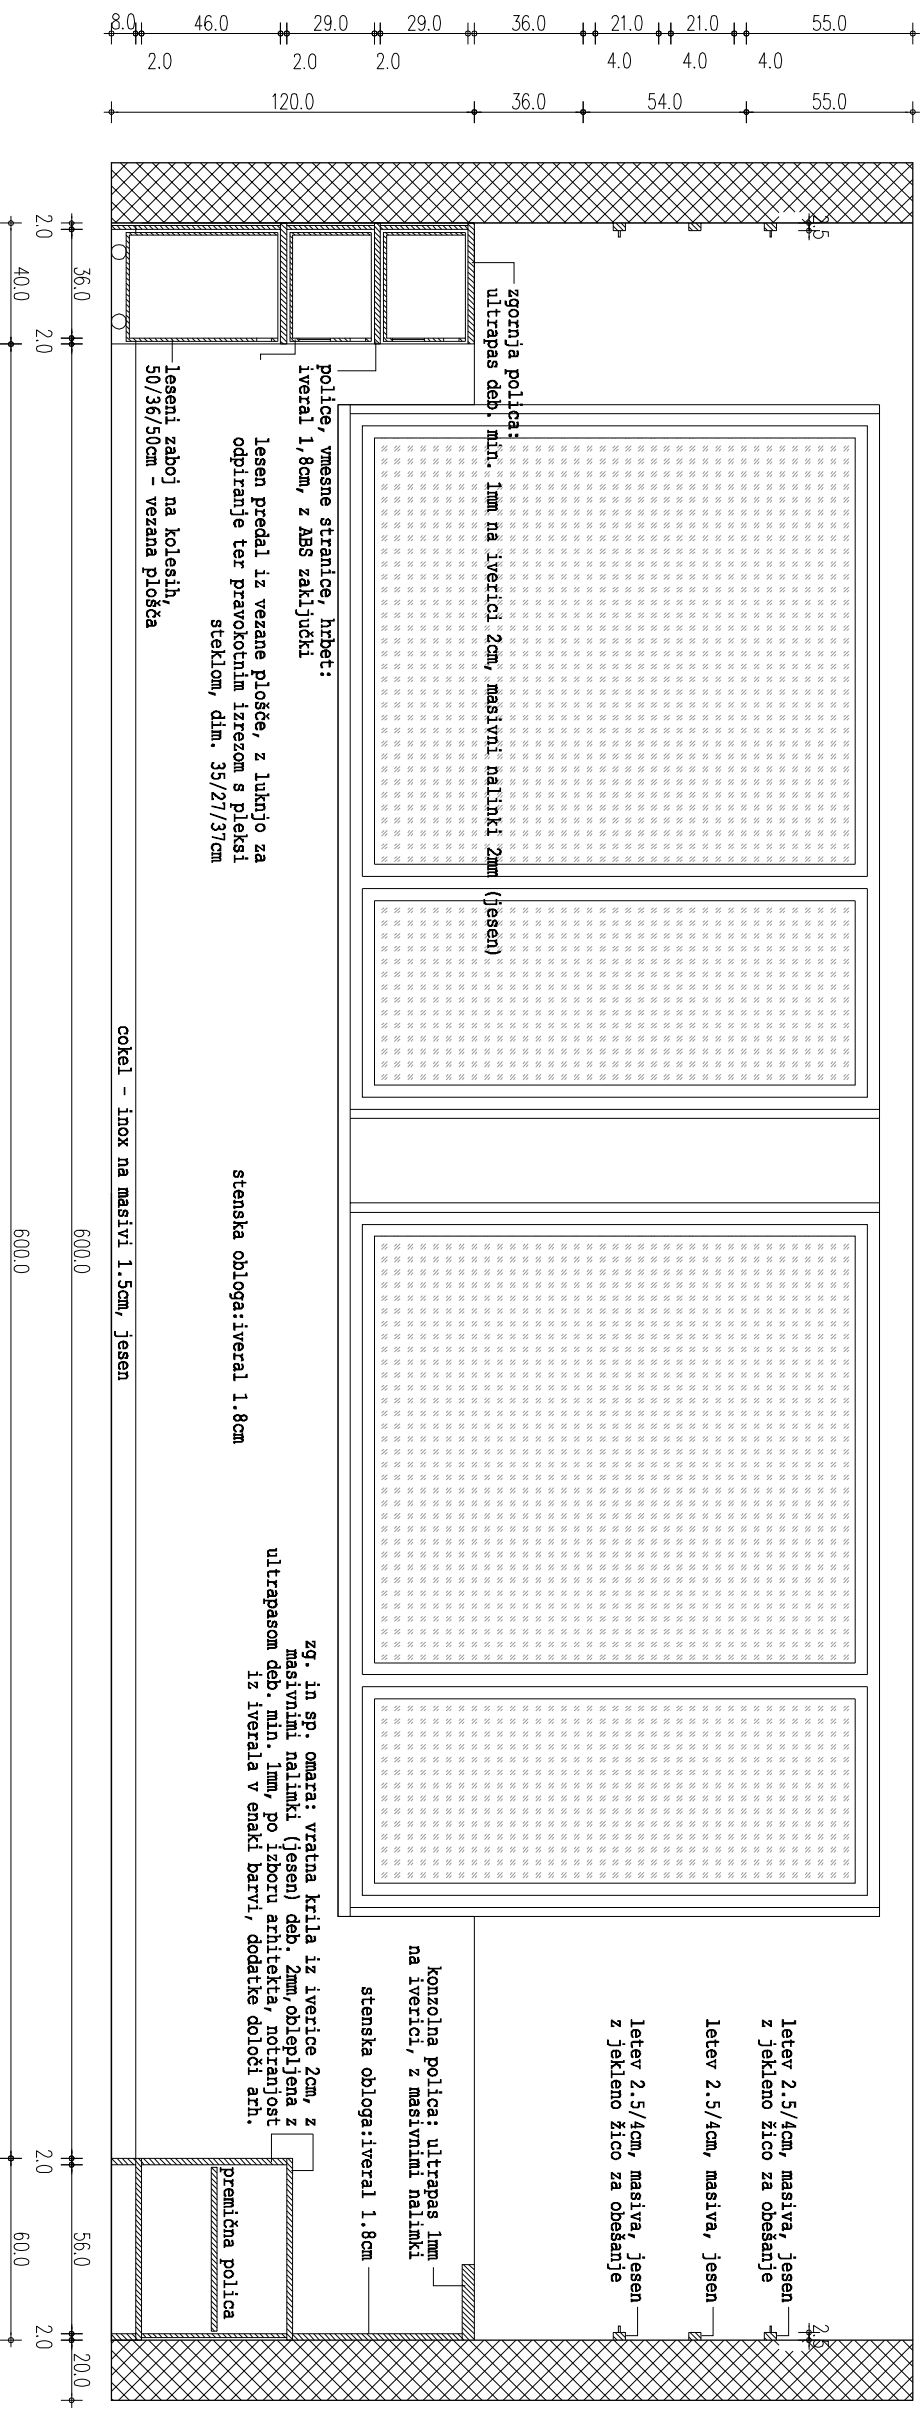 8.0
46.0
29.0
29.0
36.0
21.0
21.0
55.0
2.0
2.0
2.0
4.0
4.0
4.0
120.0
36.0
54.0
55.0
2.0
36.0
2.0
40.0
2.5
zgornja polica:
ultrapas deb. min. 1mm na iverici 2cm, masivni nalinki 2mm (jesen)
police, vmesne stranice, hrbet:
iveral 1,8cm, z ABS zaključki
lesen predal iz vezane plošče, z luknjo za
odpiranje ter pravokotnim izrezom s pleksi
steklom, dim. 35/27/37cm
leseni zaboj na kolesih,
50/36/50cm - vezana plošča
cokel - inox na masivi 1.5cm, jesen
stenska obloga:iveral 1.8cm
600.0
600.0
zg. in sp. omara: vratna krila iz iverice 2cm, z
masivnimi nalimki (jesen) deb. 2mm,oblepljena z
ultrapasom deb. min. 1mm, po izboru arhitekta, notranjost
iz iverala v enaki barvi, dodatke določi arh.
letev 2.5/4cm, masiva, jesen
z jekleno žico za obešanje
letev 2.5/4cm, masiva, jesen
letev 2.5/4cm, masiva, jesen
z jekleno žico za obešanje
konzolna polica: ultrapas 1mm
na iverici, z masivnimi nalimki
stenska obloga:iveral 1.8cm
premična polica
2.5
2.0
56.0
2.0
20.0
60.0